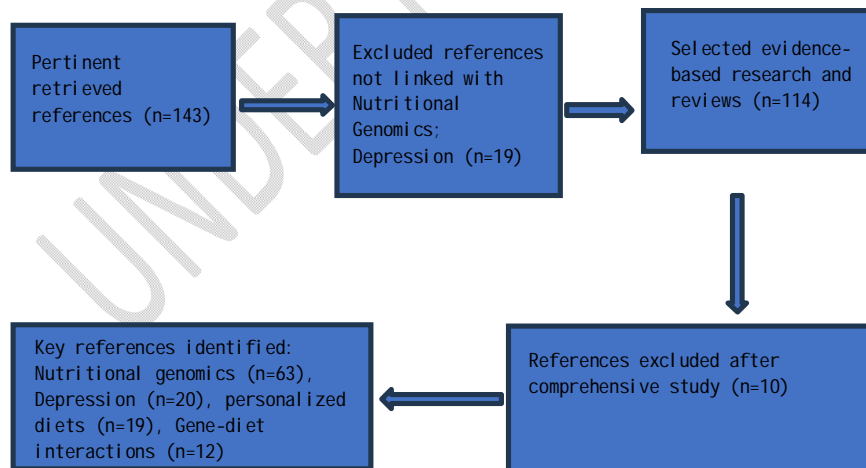 Pertinent
retrieved
references (n=143)
Excluded references
not linked with
Nutritional
Genomics;
Depression (n=19)
Selected evidence-
based research and
reviews (n=114)
References excluded after
comprehensive study (n=10)
Key references identified:
Nutritional genomics (n=63),
Depression (n=20), personalized
diets (n=19), Gene-diet
interactions (n=12)
UNDER